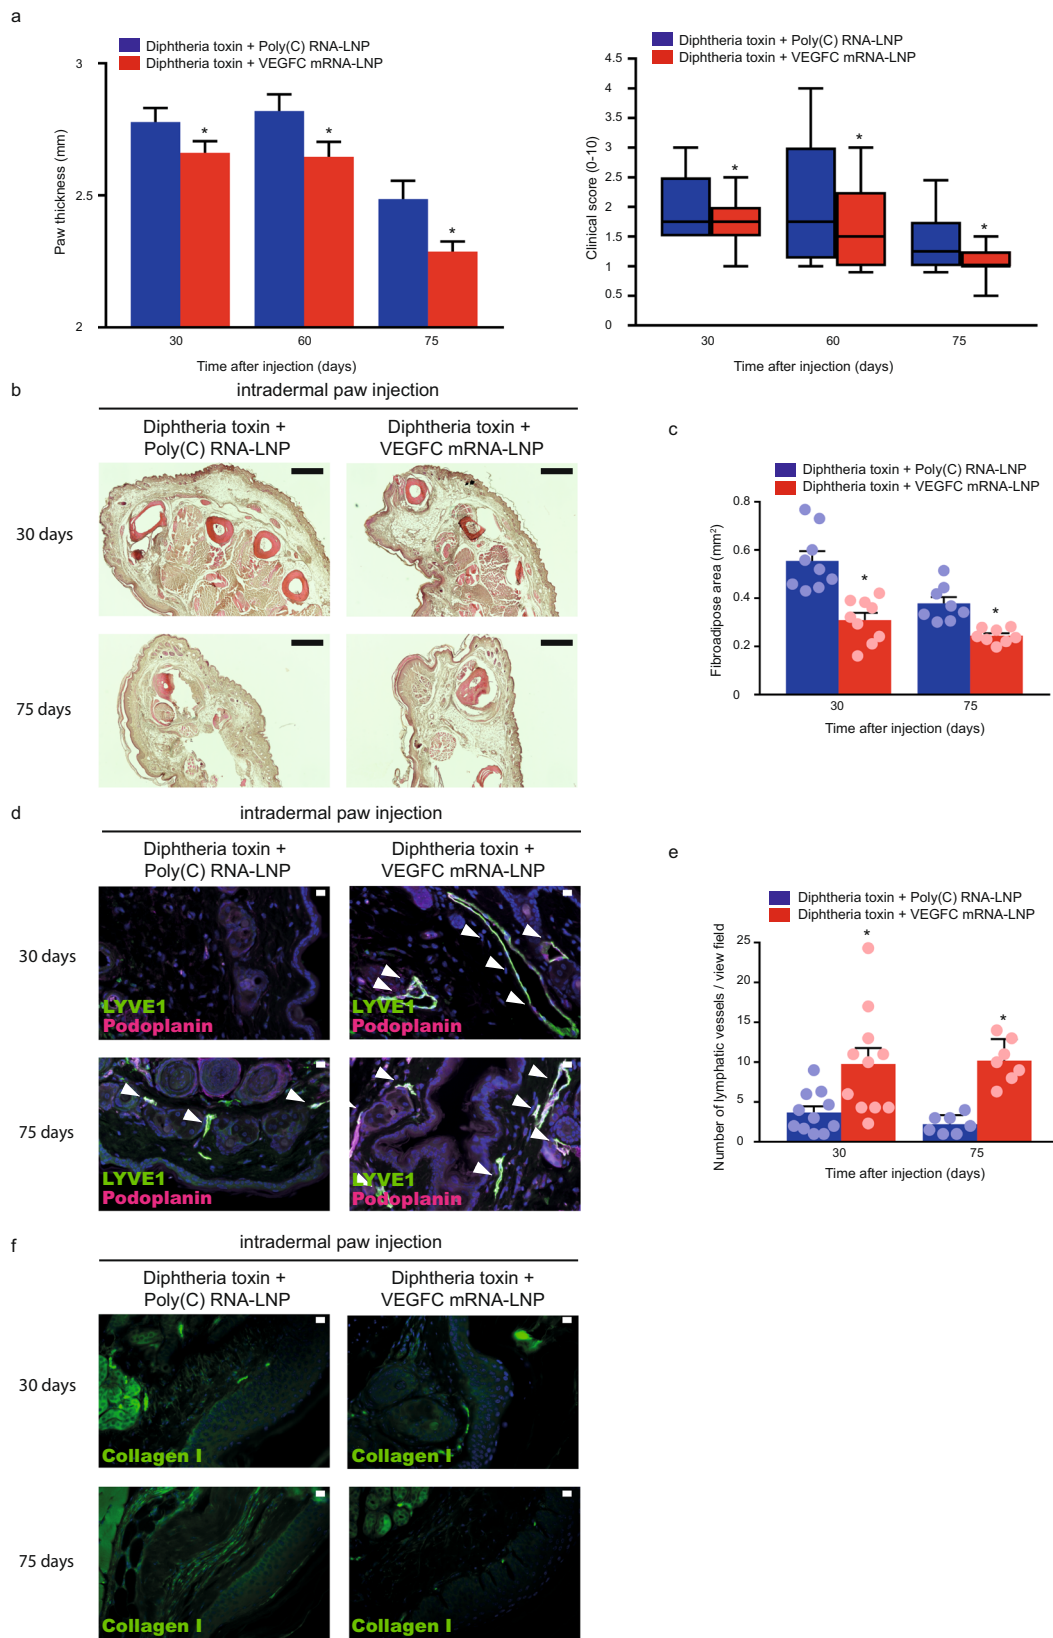 a
Diphtheria toxin + Poly(C) RNA-LNP
Diphtheria toxin + VEGFC mRNA-LNP
3
2.5
2
Paw thickness (mm)
*
*
*
30
60
75
Time after injection (days)
Diphtheria toxin + Poly(C) RNA-LNP
Diphtheria toxin + VEGFC mRNA-LNP
4.5
4
3.5
3
2.5
2
1.5
1
0.5
0
Clinical score (0-10)
*
*
*
30
60
75
Time after injection (days)
b
intradermal paw injection
Diphtheria toxin +
Poly(C) RNA-LNP
Diphtheria toxin +
VEGFC mRNA-LNP
30 days
75 days
c
Diphtheria toxin + Poly(C) RNA-LNP
Diphtheria toxin + VEGFC mRNA-LNP
0.8
0.6
0.4
0.2
0
Fibroadipose area (mm²)
*
*
30
75
Time after injection (days)
d
intradermal paw injection
Diphtheria toxin +
Poly(C) RNA-LNP
Diphtheria toxin +
VEGFC mRNA-LNP
30 days
LYVE1
Podoplanin
LYVE1
Podoplanin
75 days
LYVE1
Podoplanin
LYVE1
Podoplanin
e
Diphtheria toxin + Poly(C) RNA-LNP
Diphtheria toxin + VEGFC mRNA-LNP
25
20
15
10
5
0
Number of lymphatic vessels / view field
*
*
30
75
Time after injection (days)
f
intradermal paw injection
Diphtheria toxin +
Poly(C) RNA-LNP
Diphtheria toxin +
VEGFC mRNA-LNP
30 days
Collagen I
Collagen I
75 days
Collagen I
Collagen I